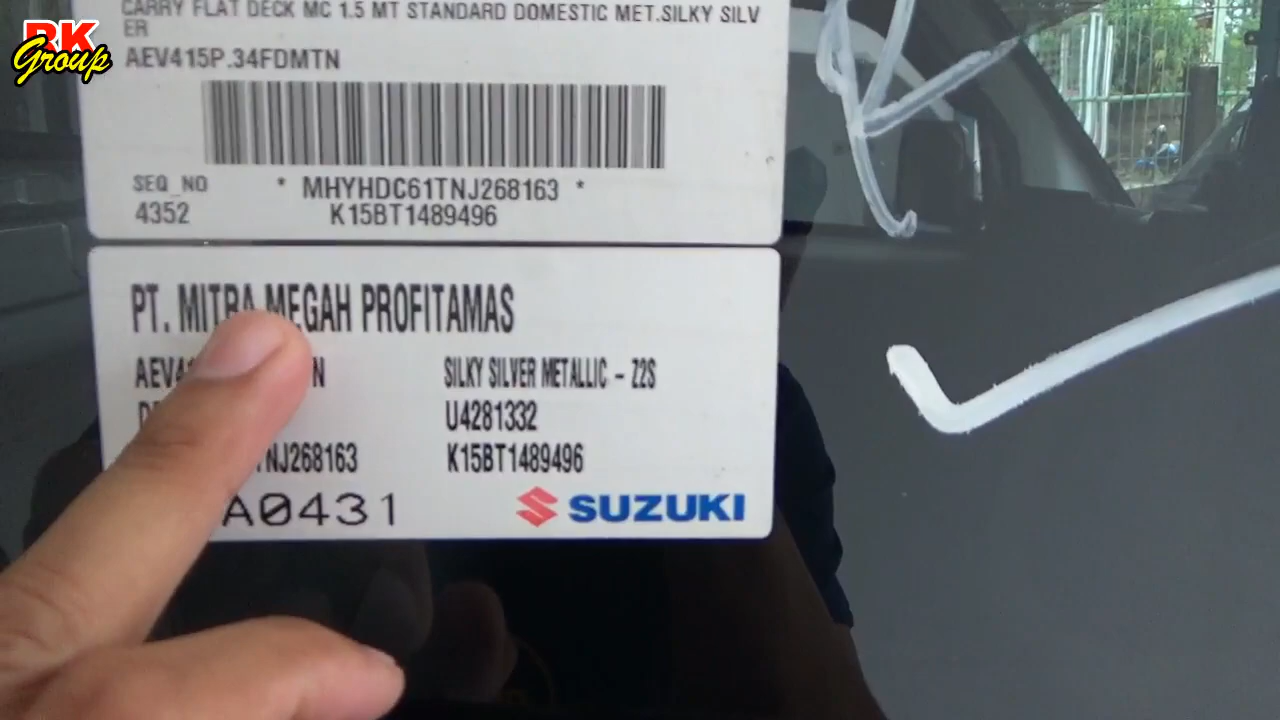 RK
Group
CARRY FLAT DECK MC 1.5 MT STANDARD DOMESTIC MET.SILKY SILV
ER
AEV415P.34FDMTN
SEQ_NO
* MHYHDC61TNJ268163 *
4352
K15BT1489496
PT. MITRA MEGAH PROFITAMAS
SILKY SILVER METALLIC - Z2S
U4281332
TNJ268163
K15BT1489496
A0431
SUZUKI